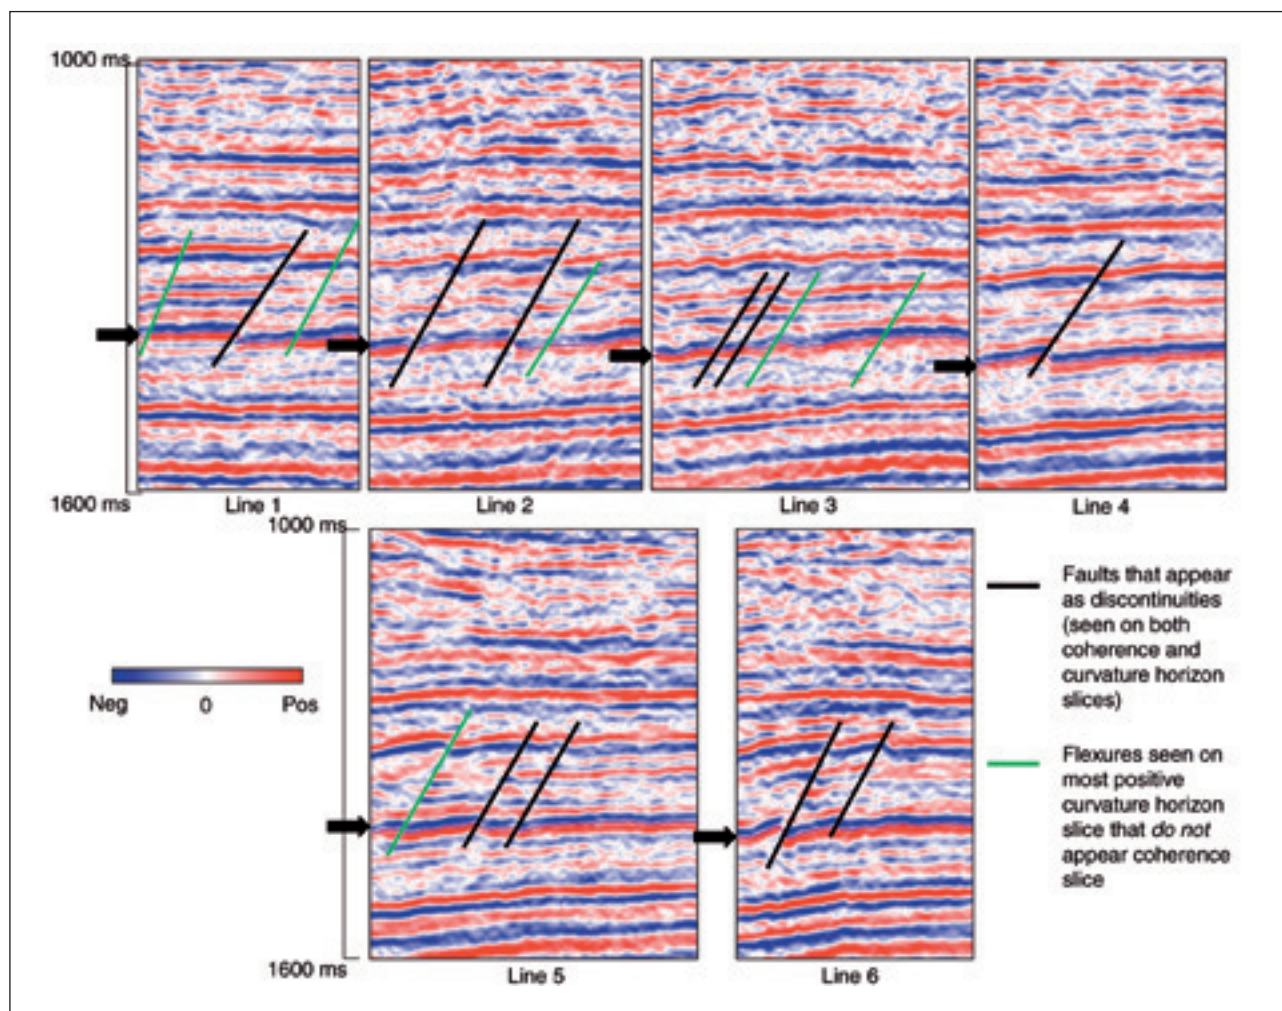 1000 ms
1600 ms
Line 1
Line 2
Line 3
Line 4
1000 ms
Neg
0
Pos
1600 ms
Line 5
Line 6
Faults that appear
as discontinuities
(seen on both
coherence and
curvature horizon
slices)
Flexures seen on
most positive
curvature horizon
slice that do not
appear coherence
slice